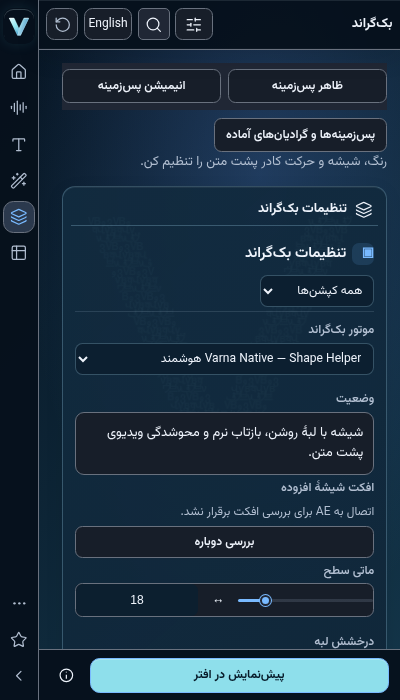 بک‌گراند
English
ظاهر پس‌زمینه
انیمیشن پس‌زمینه
پس‌زمینه‌ها و گرادیان‌های آماده
رنگ، شیشه و حرکت کادر پشت متن را تنظیم کن.
تنظیمات بک‌گراند
تنظیمات بک‌گراند
همه کپشن‌ها
موتور بک‌گراند
Varna Native — Shape Helper هوشمند
وضعیت
شیشه با لبهٔ روشن، بازتاب نرم و محوشدگی ویدیوی
پشت متن.
افکت شیشهٔ افزوده
اتصال به AE برای بررسی افکت برقرار نشد.
بررسی دوباره
ماتی سطح
18
درخشش لبه
پیش‌نمایش در افتر